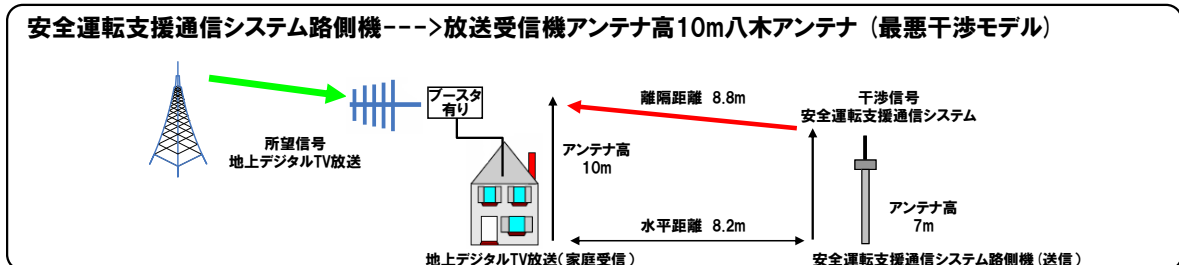 安全運転支援通信システム路側機--->放送受信機アンテナ高10m八木アンテナ (最悪干渉モデル)
ブースタ
有り
離隔距離 8.8m
干渉信号
安全運転支援通信システム
所望信号
地上デジタルTV放送
アンテナ高
10m
アンテナ高
7m
水平距離 8.2m
地上デジタルTV放送(家庭受信)
安全運転支援通信システム路側機(送信)